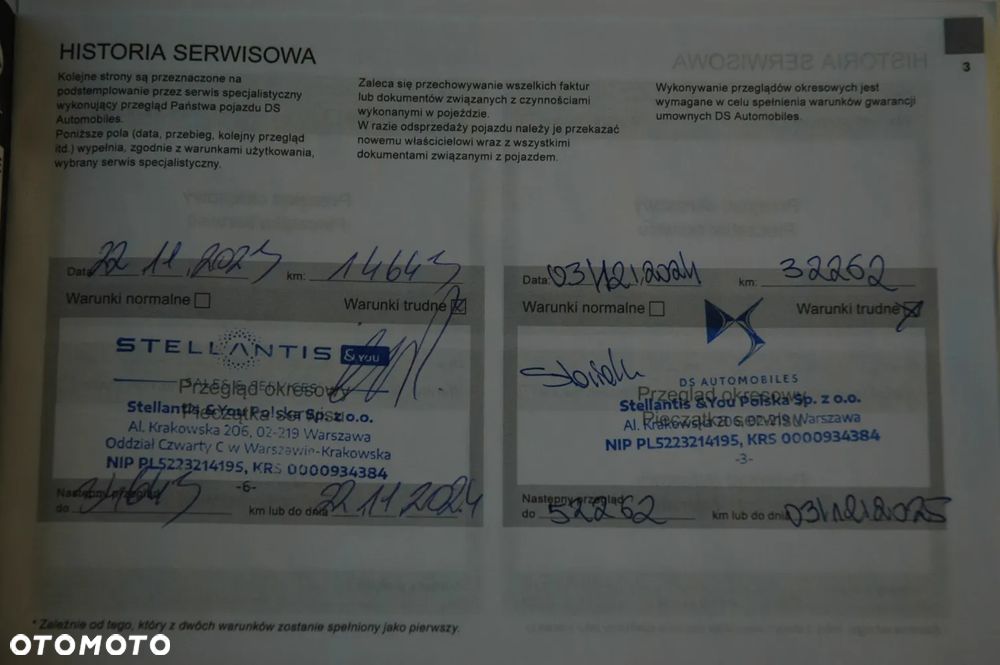 HISTORIA SERWISOWA
3
Kolejne strony są przeznaczone na
podstemplowanie przez serwis specjalistyczny
wykonujący przegląd Państwa pojazdu DS
Automobiles.
Poniższe pola (data, przebieg, kolejny przegląd
itd.) wypełnia, zgodnie z warunkami użytkowania,
wybrany serwis specjalistyczny.
Zaleca się przechowywanie wszelkich faktur
lub dokumentów związanych z czynnościami
wykonanymi w pojeździe.
W razie odsprzedaży pojazdu należy je przekazać
nowemu właścicielowi wraz z wszystkimi
dokumentami związanymi z pojazdem.
Wykonywanie przeglądów okresowych jest
wymagane w celu spełnienia warunków gwarancji
umownych DS Automobiles.
Data: 22.11.2023 km: 14643
Warunki normalne Warunki trudne
STELLANTIS &YOU
SALES & SERVICES
Przegląd okresowy
Stellantis &You Polska Sp. z o.o.
Pieczątka serwisu
Al. Krakowska 206, 02-219 Warszawa
Oddział Czwarty C w Warszawie-Krakowska
NIP PL5223214195, KRS 0000934384
-6-
Następny przegląd
do 34643 km lub do dnia 22.11.2024
Data: 03.12.2024 km: 32262
Warunki normalne Warunki trudne
DS AUTOMOBILES
Przegląd okresowy
Stellantis &You Polska Sp. z o.o.
Pieczątka serwisu
Al. Krakowska 206, 02-219 Warszawa
NIP PL5223214195, KRS 0000934384
-3-
Następny przegląd
do 52262 km lub do dnia 03.12.2025
* Zależnie od tego, który z dwóch warunków zostanie spełniony jako pierwszy.
OTOMOTO